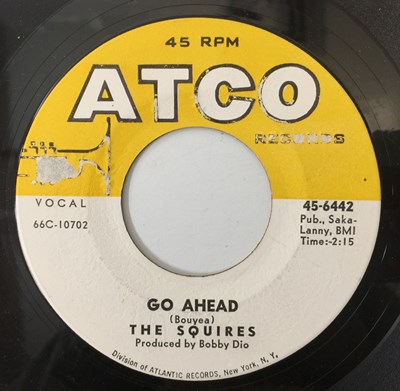 45 RPM
ATCO
RECORDS
VOCAL
66C-10702
45-6442
Pub., Saka-
Lanny, BMI
Time:-2:15
GO AHEAD
(Bouyea)
THE SQUIRES
Produced by Bobby Dio
Division of ATLANTIC RECORDS, New York, N. Y.